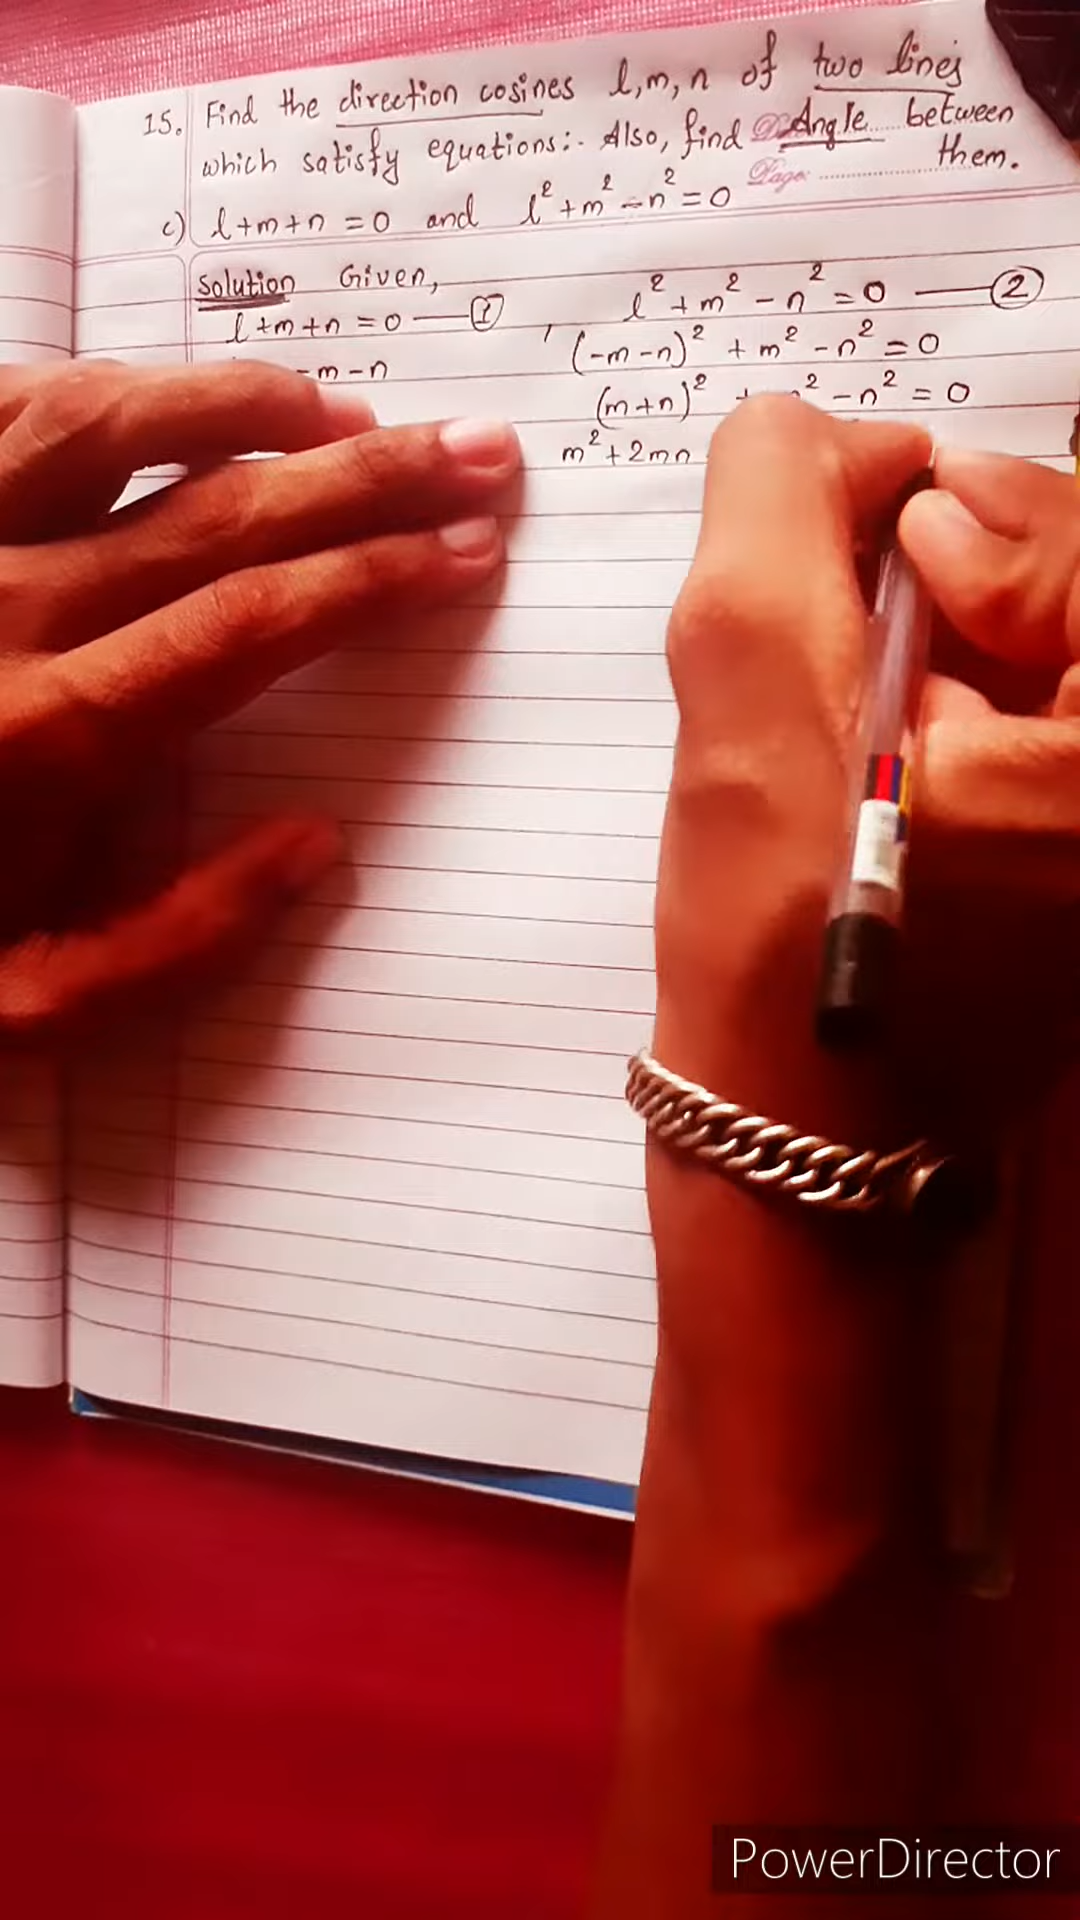 15. Find the direction cosines l, m, n of two lines
which satisfy equations:- Also, find Angle between
them.
Page:
c) l+m+n = 0 and l²+m²-n²=0
Solution Given,
l+m+n = 0 — ① , l²+m²-n²=0 — ②
-m-n
(-m-n)² + m² - n² = 0
(m+n)² + ² - n² = 0
m² + 2mn
PowerDirector